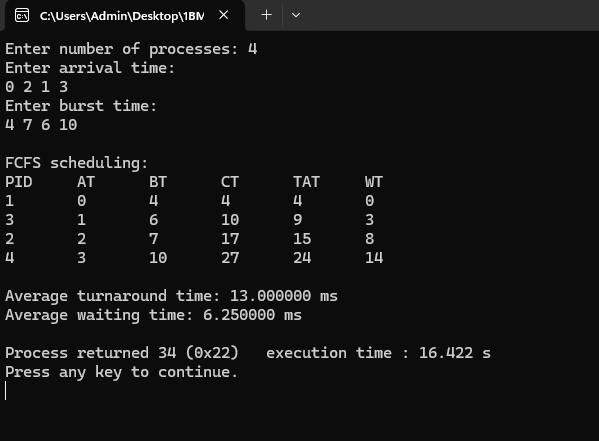 C:\Users\Admin\Desktop\1BM
Enter number of processes: 4
Enter arrival time:
0 2 1 3
Enter burst time:
4 7 6 10
FCFS scheduling:
PID AT BT CT TAT WT
1 0 4 4 4 0
3 1 6 10 9 3
2 2 7 17 15 8
4 3 10 27 24 14
Average turnaround time: 13.000000 ms
Average waiting time: 6.250000 ms
Process returned 34 (0x22) execution time : 16.422 s
Press any key to continue.